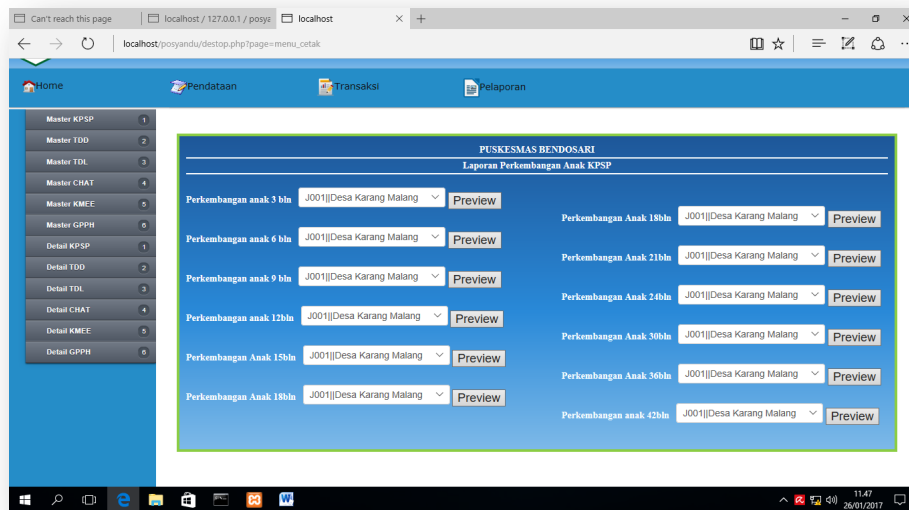 Can't reach this page
localhost / 127.0.0.1 / posya
localhost
localhost/posyandu/destop.php?page=menu_cetak
Home
Pendataan
Transaksi
Pelaporan
Master KPSP 1
Master TDD 2
Master TDL 3
Master CHAT 4
Master KMEE 5
Master GPPH 6
Detail KPSP 1
Detail TDD 2
Detail TDL 3
Detail CHAT 4
Detail KMEE 5
Detail GPPH 6
PUSKESMAS BENDOSARI
Laporan Perkembangan Anak KPSP
Perkembangan anak 3 bln J001||Desa Karang Malang Preview
Perkembangan anak 6 bln J001||Desa Karang Malang Preview
Perkembangan anak 9 bln J001||Desa Karang Malang Preview
Perkembangan anak 12bln J001||Desa Karang Malang Preview
Perkembangan Anak 15bln J001||Desa Karang Malang Preview
Perkembangan Anak 18bln J001||Desa Karang Malang Preview
Perkembangan Anak 18bln J001||Desa Karang Malang Preview
Perkembangan Anak 21bln J001||Desa Karang Malang Preview
Perkembangan Anak 24bln J001||Desa Karang Malang Preview
Perkembangan Anak 30bln J001||Desa Karang Malang Preview
Perkembangan Anak 36bln J001||Desa Karang Malang Preview
Perkembangan anak 42bln J001||Desa Karang Malang Preview
11.47
26/01/2017